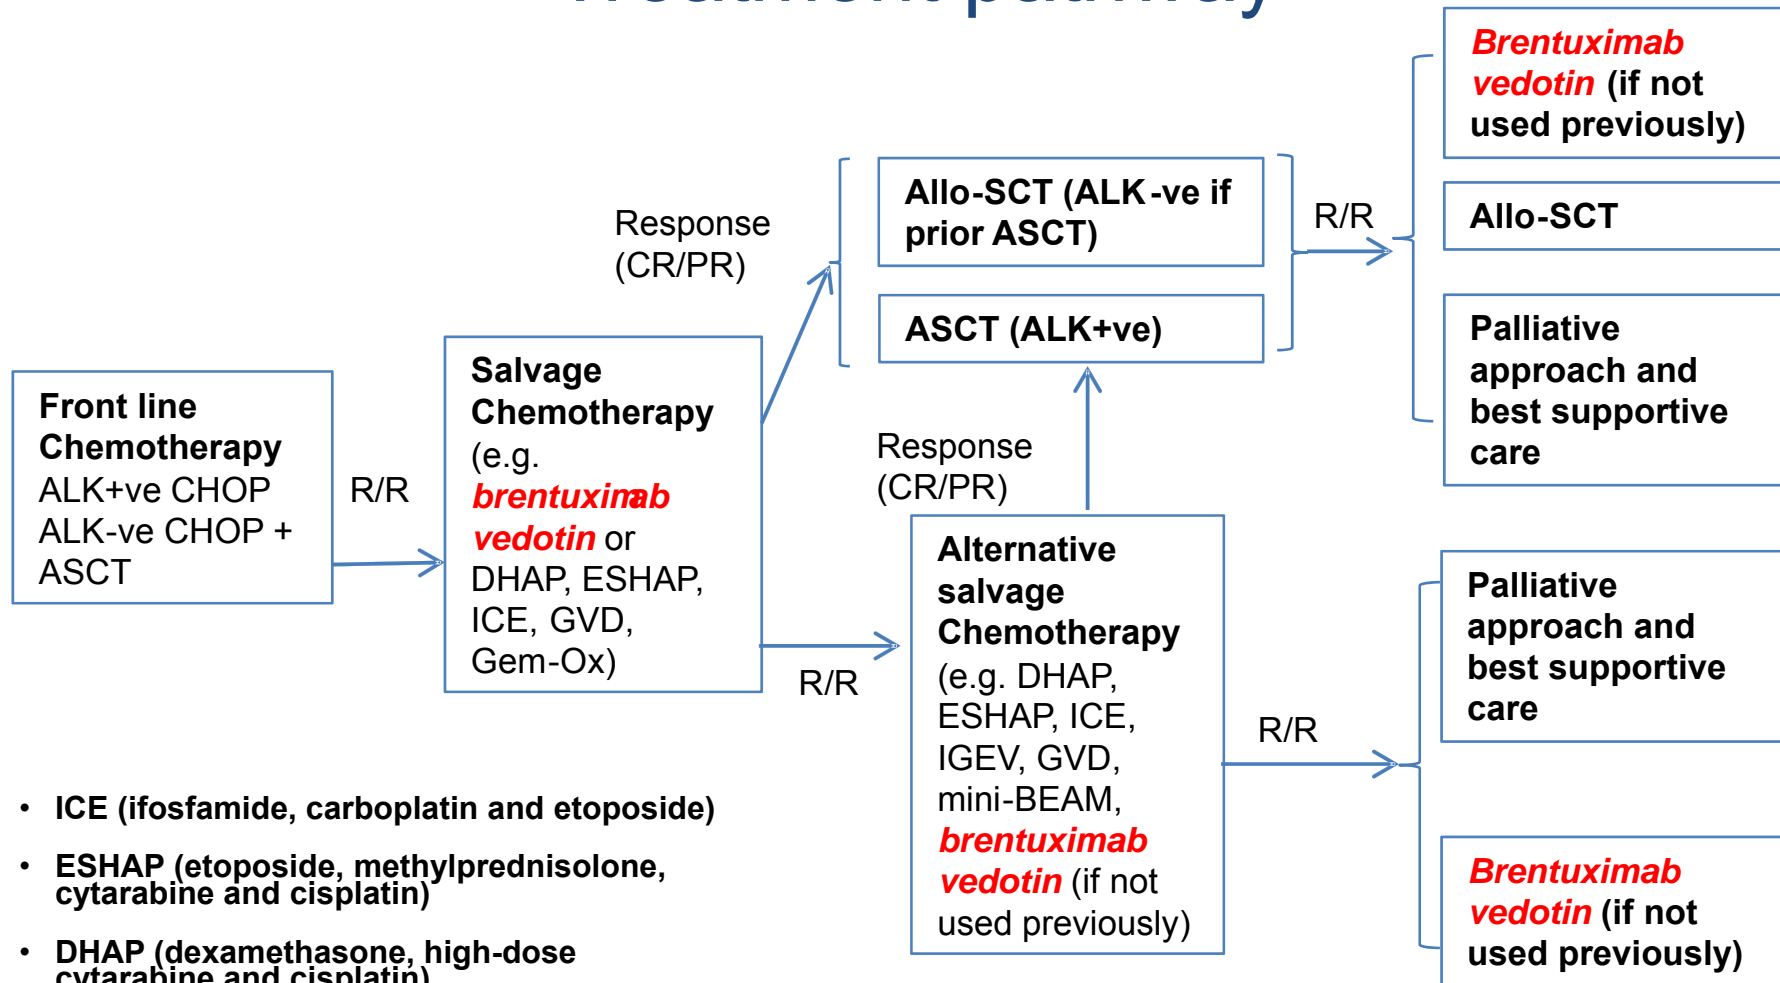 Treatment pathway
Front line
Chemotherapy
ALK+ve CHOP
ALK-ve CHOP +
ASCT
R/R
Salvage
Chemotherapy
(e.g.
brentuximab
vedotin or
DHAP, ESHAP,
ICE, GVD,
Gem-Ox)
Response
(CR/PR)
R/R
Allo-SCT (ALK-ve if
prior ASCT)
ASCT (ALK+ve)
Response
(CR/PR)
Alternative
salvage
Chemotherapy
(e.g. DHAP,
ESHAP, ICE,
IGEV, GVD,
mini-BEAM,
brentuximab
vedotin (if not
used previously)
R/R
Brentuximab
vedotin (if not
used previously)
Allo-SCT
Palliative
approach and
best supportive
care
R/R
Palliative
approach and
best supportive
care
Brentuximab
vedotin (if not
used previously)
• ICE (ifosfamide, carboplatin and etoposide)
• ESHAP (etoposide, methylprednisolone,
cytarabine and cisplatin)
• DHAP (dexamethasone, high-dose
cytarabine and cisplatin)